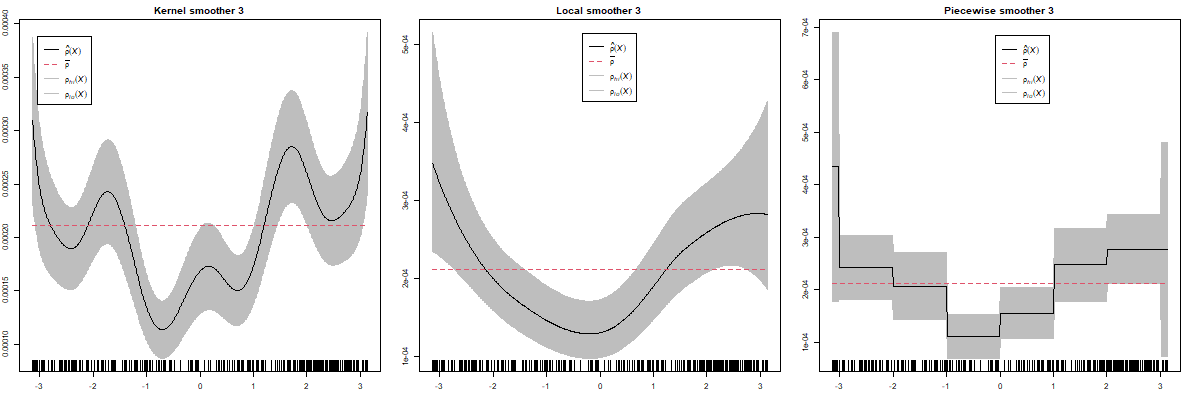 Kernel smoother 3
ρ̂(X)
ρ̄
ρhi(X)
ρlo(X)
0.00040
0.00035
0.00030
0.00025
0.00020
0.00015
0.00010
-3 -2 -1 0 1 2 3
Local smoother 3
ρ̂(X)
ρ̄
ρhi(X)
ρlo(X)
5e-04
4e-04
3e-04
2e-04
1e-04
-3 -2 -1 0 1 2 3
Piecewise smoother 3
ρ̂(X)
ρ̄
ρhi(X)
ρlo(X)
7e-04
6e-04
5e-04
4e-04
3e-04
2e-04
1e-04
-3 -2 -1 0 1 2 3